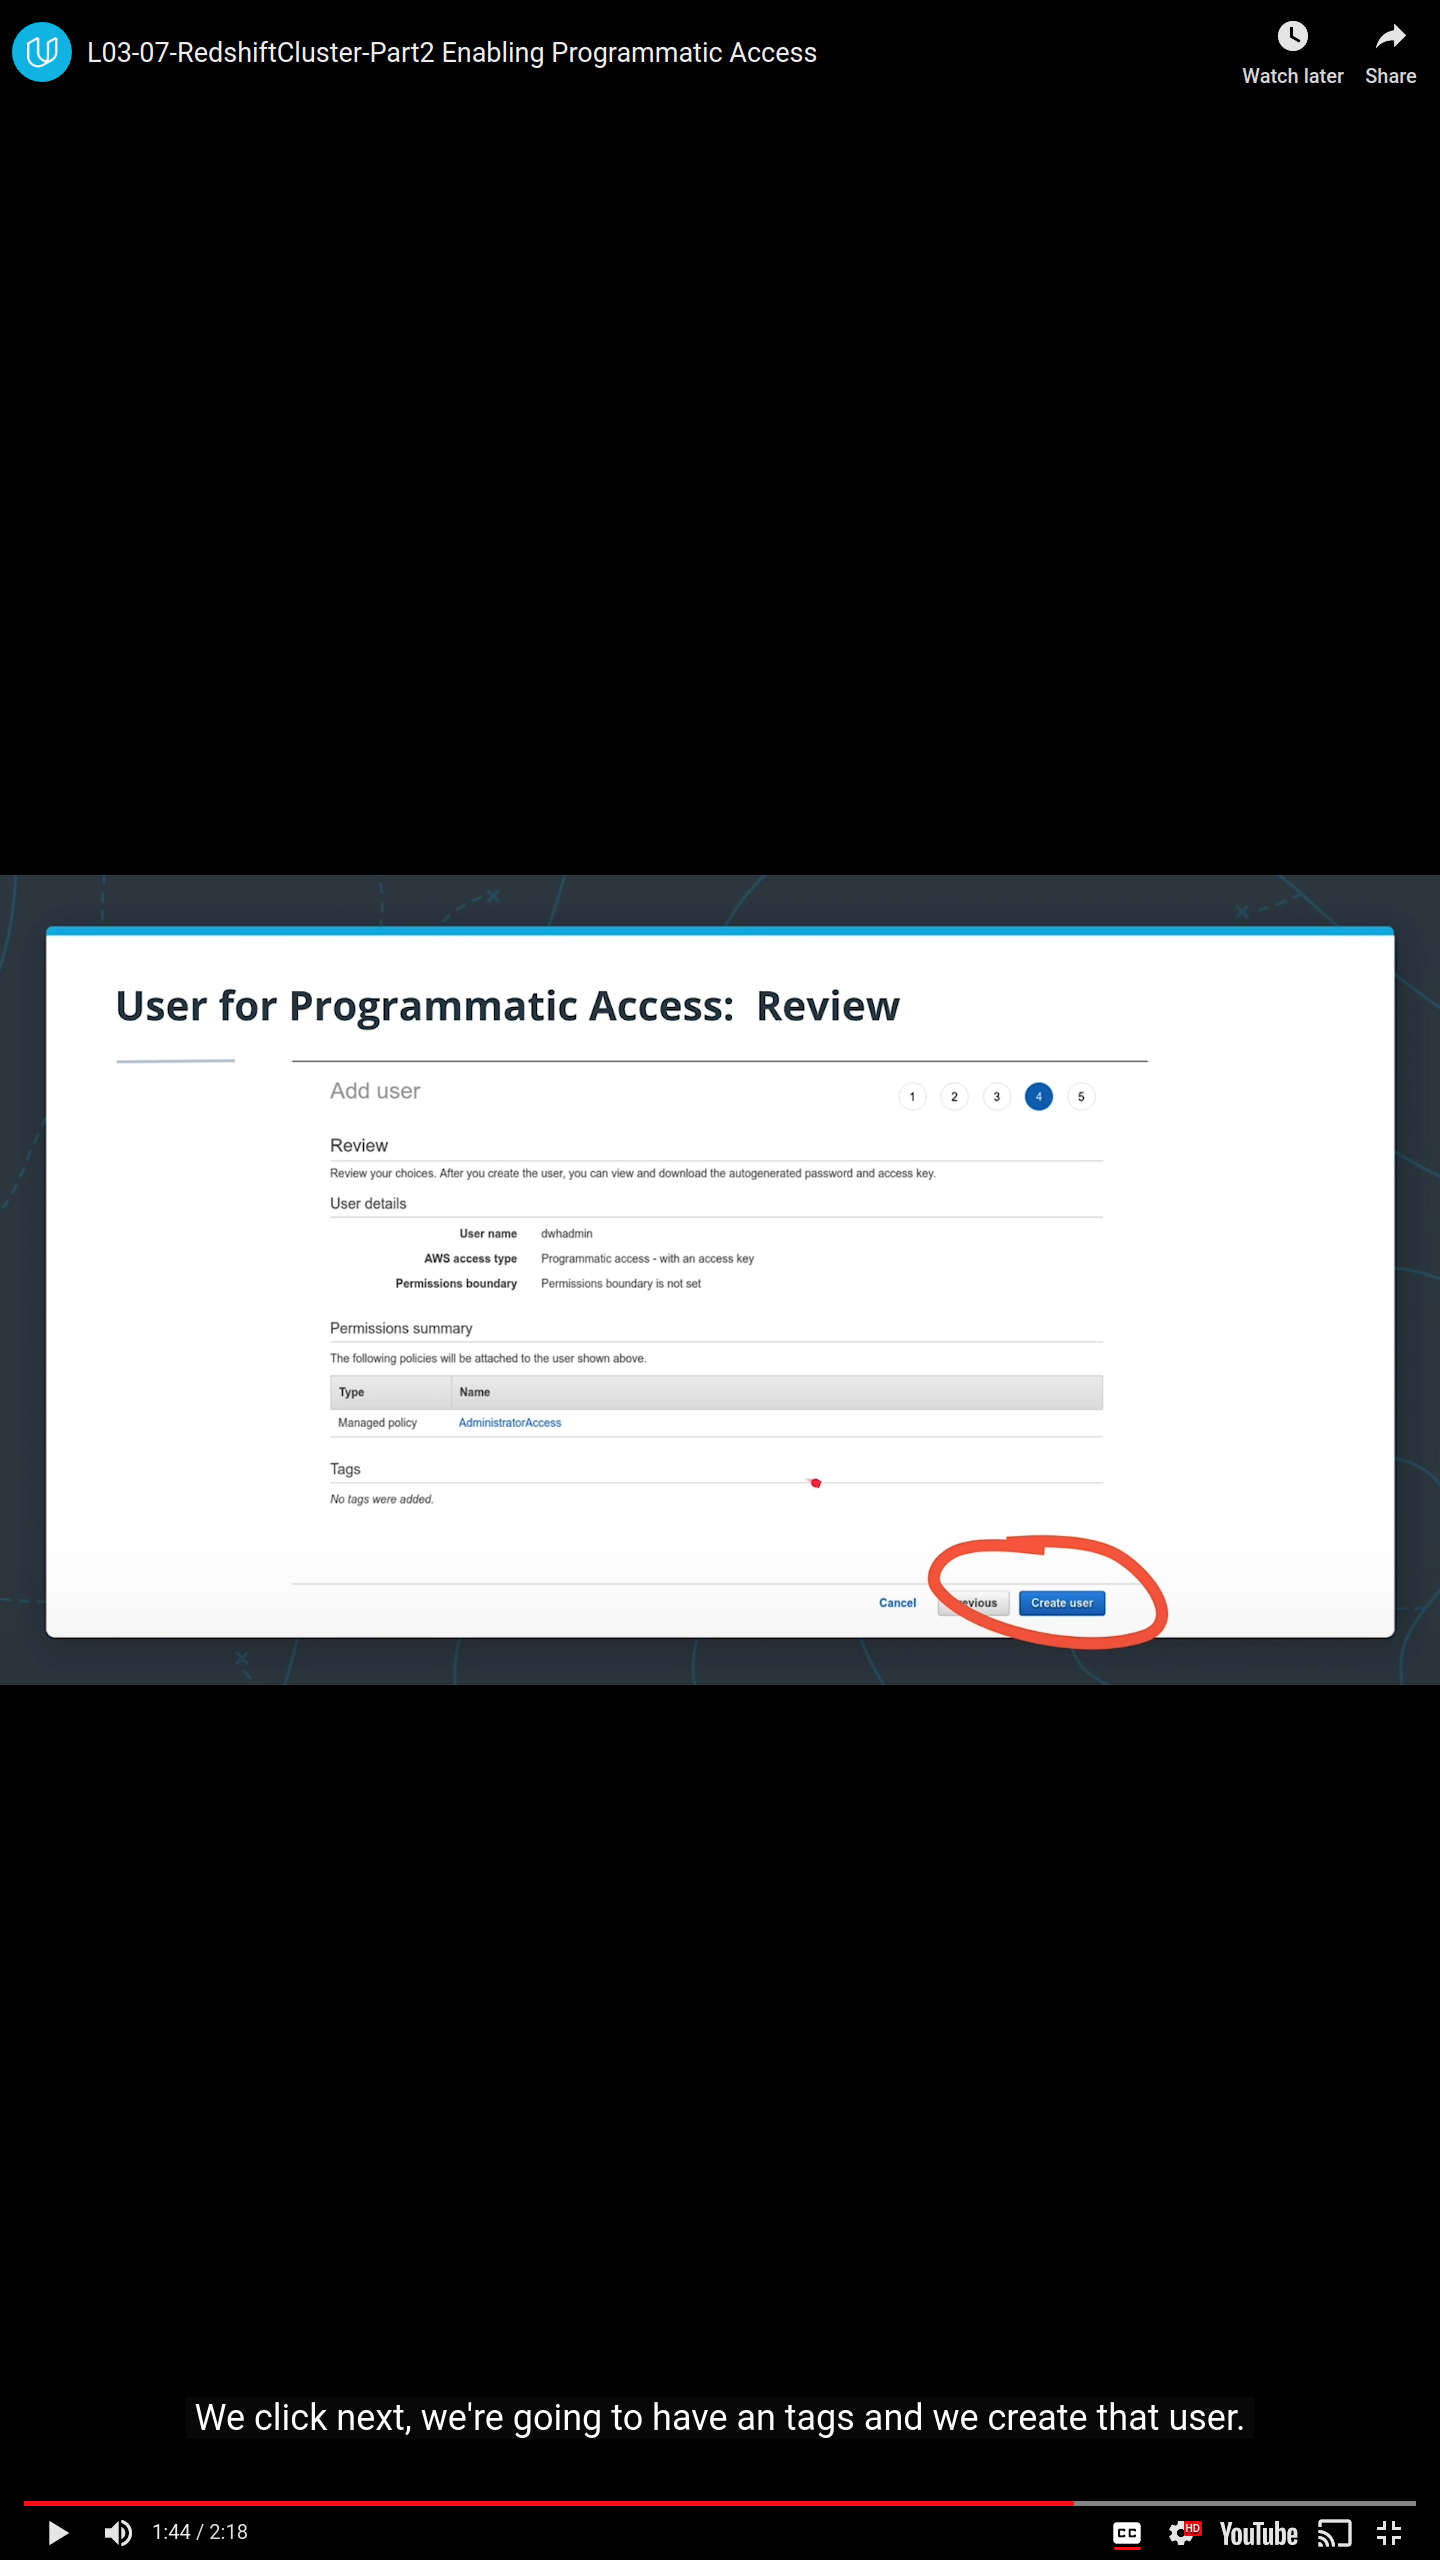 L03-07-RedshiftCluster-Part2 Enabling Programmatic Access
Watch later
Share
User for Programmatic Access: Review
Add user
1 2 3 4 5
Review
Review your choices. After you create the user, you can view and download the autogenerated password and access key.
User details
User name dwhadmin
AWS access type Programmatic access - with an access key
Permissions boundary Permissions boundary is not set
Permissions summary
The following policies will be attached to the user shown above.
Type Name
Managed policy AdministratorAccess
Tags
No tags were added.
Cancel Create user
We click next, we're going to have an tags and we create that user.
1:44 / 2:18
CC HD YouTube